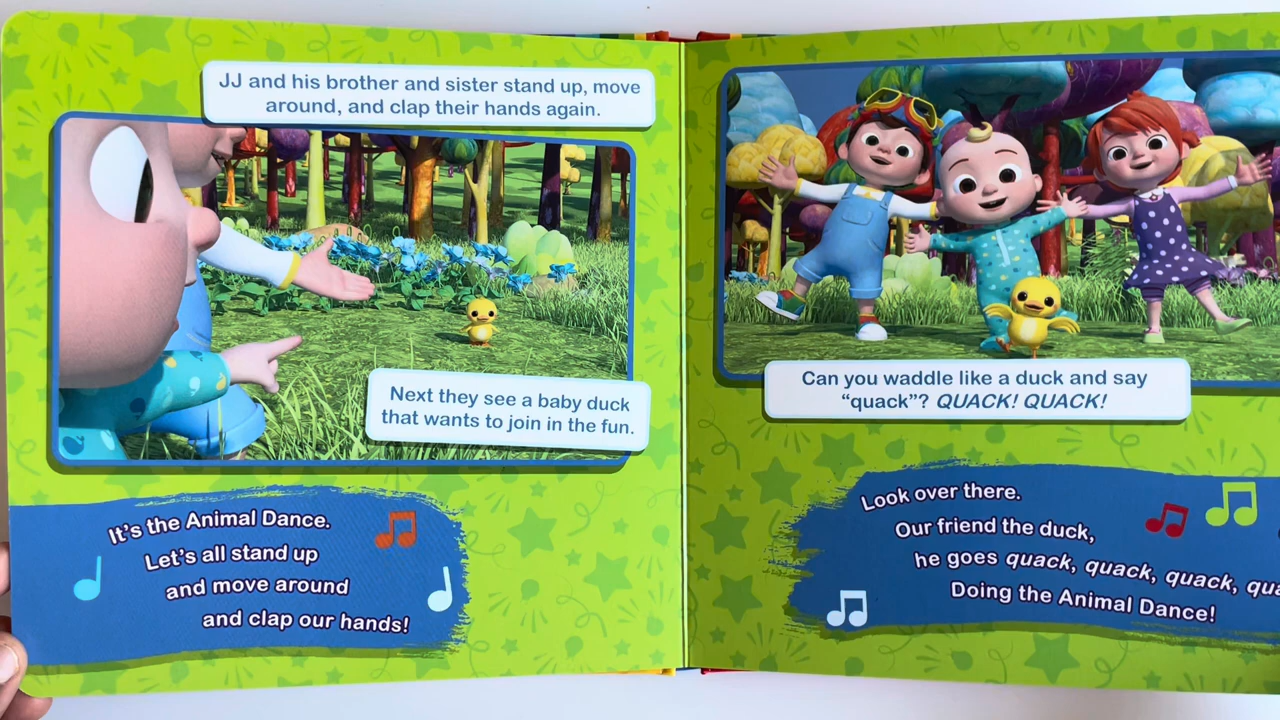 JJ and his brother and sister stand up, move
around, and clap their hands again.
Next they see a baby duck
that wants to join in the fun.
It's the Animal Dance.
Let's all stand up
and move around
and clap our hands!
Can you waddle like a duck and say
“quack”? QUACK! QUACK!
Look over there.
Our friend the duck,
he goes quack, quack, quack,
Doing the Animal Dance!